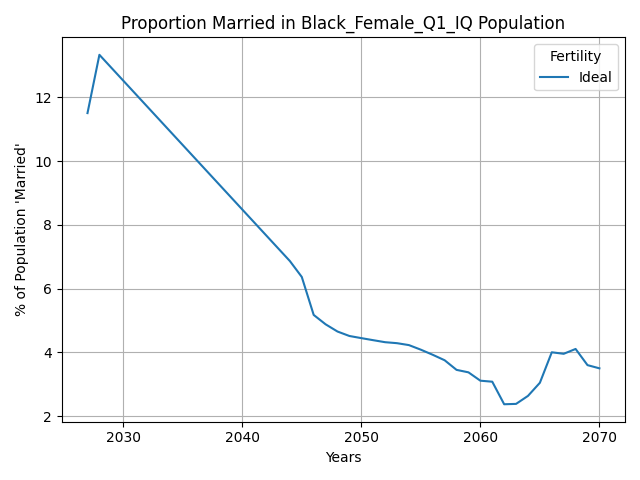 Proportion Married in Black_Female_Q1_IQ Population
Fertility
Ideal
% of Population 'Married'
12
10
8
6
4
2
2030 2040 2050 2060 2070
Years